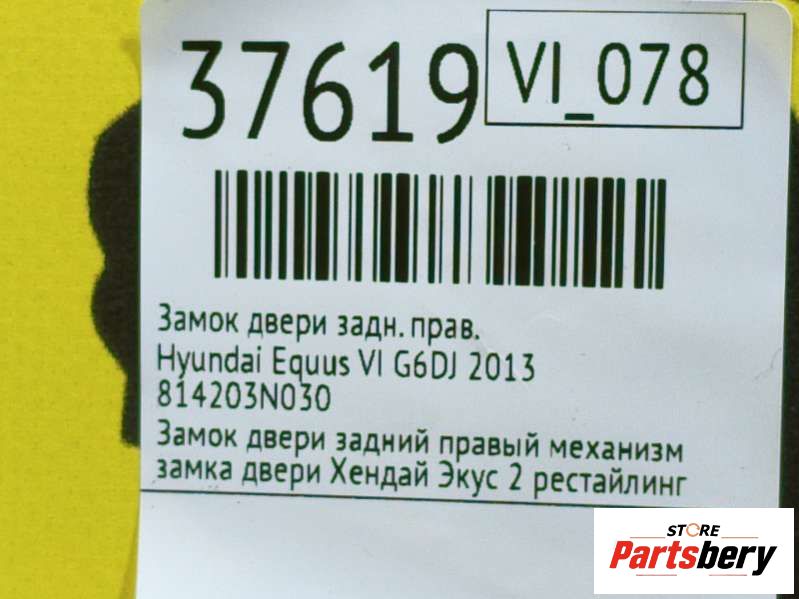 37619
VI_078
Замок двери задн. прав.
Hyundai Equus VI G6DJ 2013
814203N030
Замок двери задний правый механизм
замка двери Хендай Экус 2 рестайлинг
STORE
Partsbery